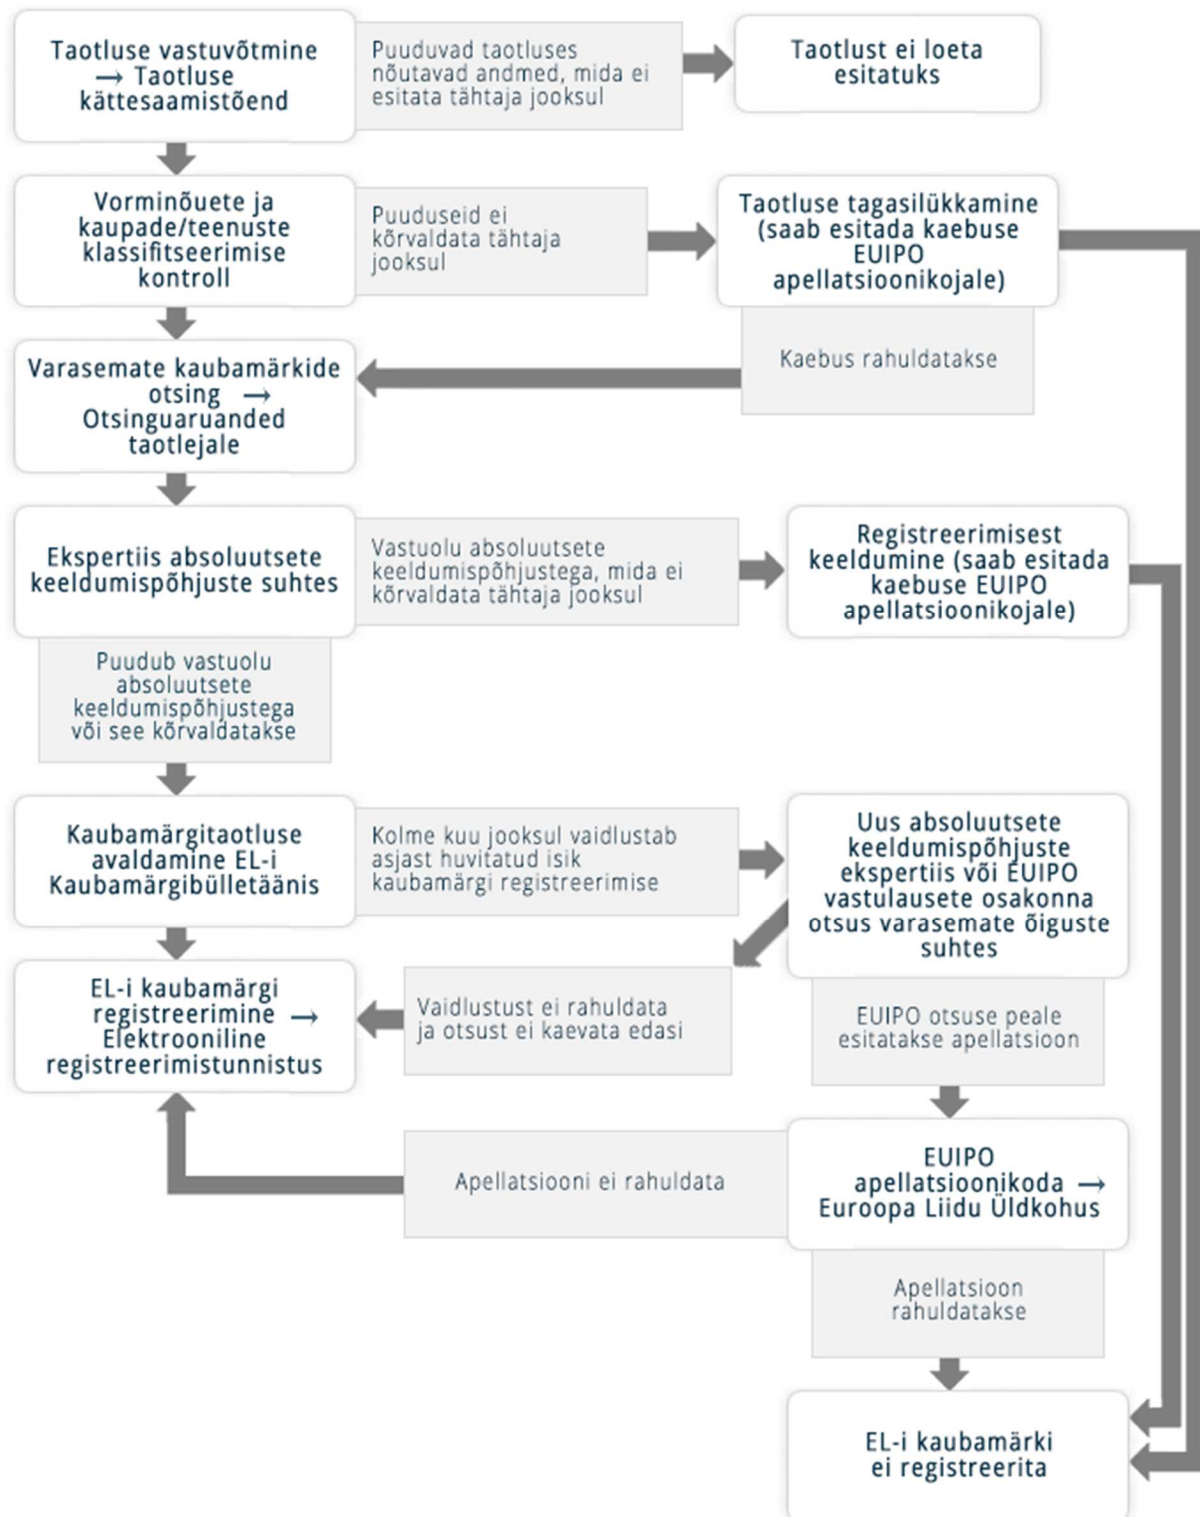 Taotluse vastuvõtmine
→ Taotluse
kättesaamistõend
Puuduvad taotluses
nõutavad andmed, mida ei
esitata tähtaja jooksul
Taotlust ei loeta
esitatuks
Vorminõuete ja
kaupade/teenuste
klassifitseerimise
kontroll
Puuduseid ei
kõrvaldata tähtaja
jooksul
Taotluse tagasilükkamine
(saab esitada kaebuse
EUIPO
apellatsioonikojale)
Kaebus rahuldatakse
Varasemate kaubamärkide
otsing →
Otsinguaruanded
taotlejale
Ekspertiis absoluutsete
keeldumispõhjuste suhtes
Vastuolu absoluutsete
keeldumispõhjustega, mida ei
kõrvaldata tähtaja jooksul
Registreerimisest
keeldumine (saab esitada
kaebuse EUIPO
apellatsioonikojale)
Puudub vastuolu
absoluutsete
keeldumispõhjustega
või see kõrvaldatakse
Kaubamärgitaotluse
avaldamine EL-i
Kaubamärgibülletäänis
Kolme kuu jooksul vaidlustab
asjast huvitatud isik
kaubamärgi registreerimise
Uus absoluutsete
keeldumispõhjuste
ekspertiis või EUIPO
vastulausete osakonna
otsus varasemate õiguste
suhtes
EL-i kaubamärgi
registreerimine →
Elektrooniline
registreerimistunnistus
Vaidlustust ei rahuldata
ja otsust ei kaevata edasi
EUIPO otsuse peale
esitatakse apellatsioon
Apellatsiooni ei rahuldata
EUIPO
apellatsioonikoda →
Euroopa Liidu Üldkohus
Apellatsioon
rahuldatakse
EL-i kaubamärki
ei registreerita